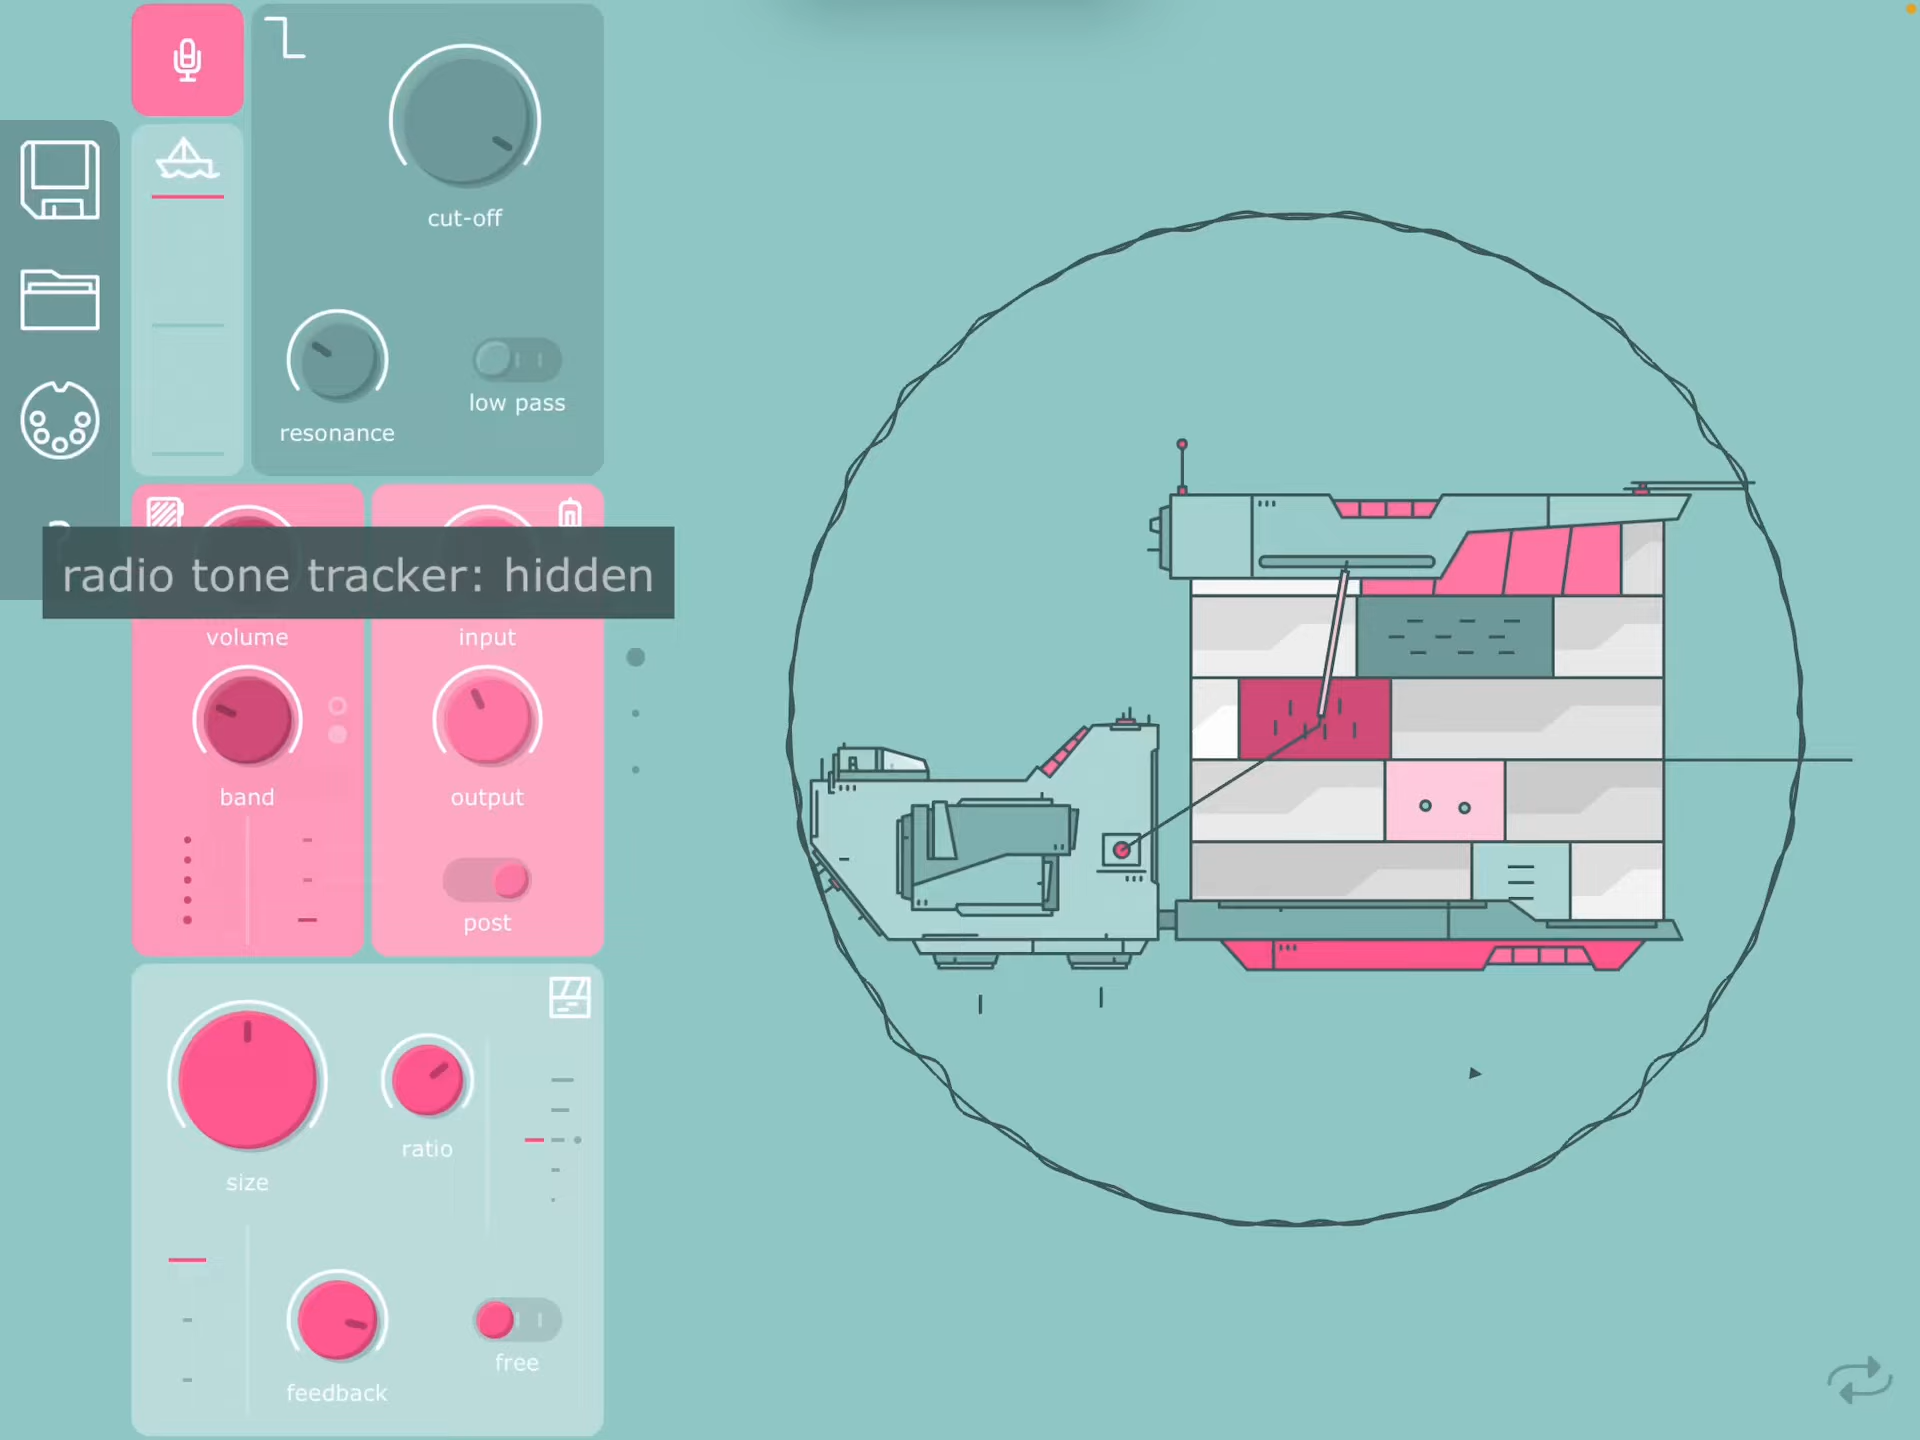 cut-off
resonance
low pass
radio tone tracker: hidden
volume
input
band
output
post
size
ratio
feedback
free